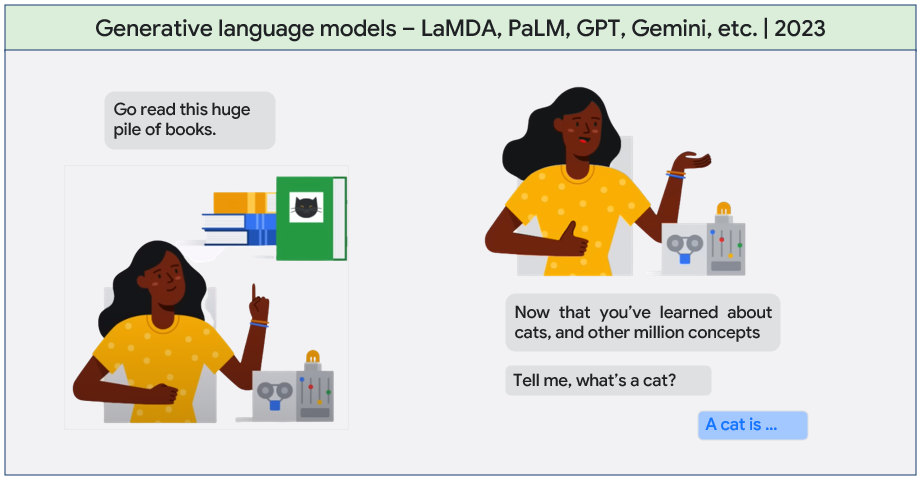 Generative language models – LaMDA, PaLM, GPT, Gemini, etc. | 2023
Go read this huge
pile of books.
Now that you’ve learned about
cats, and other million concepts
Tell me, what’s a cat?
A cat is ...